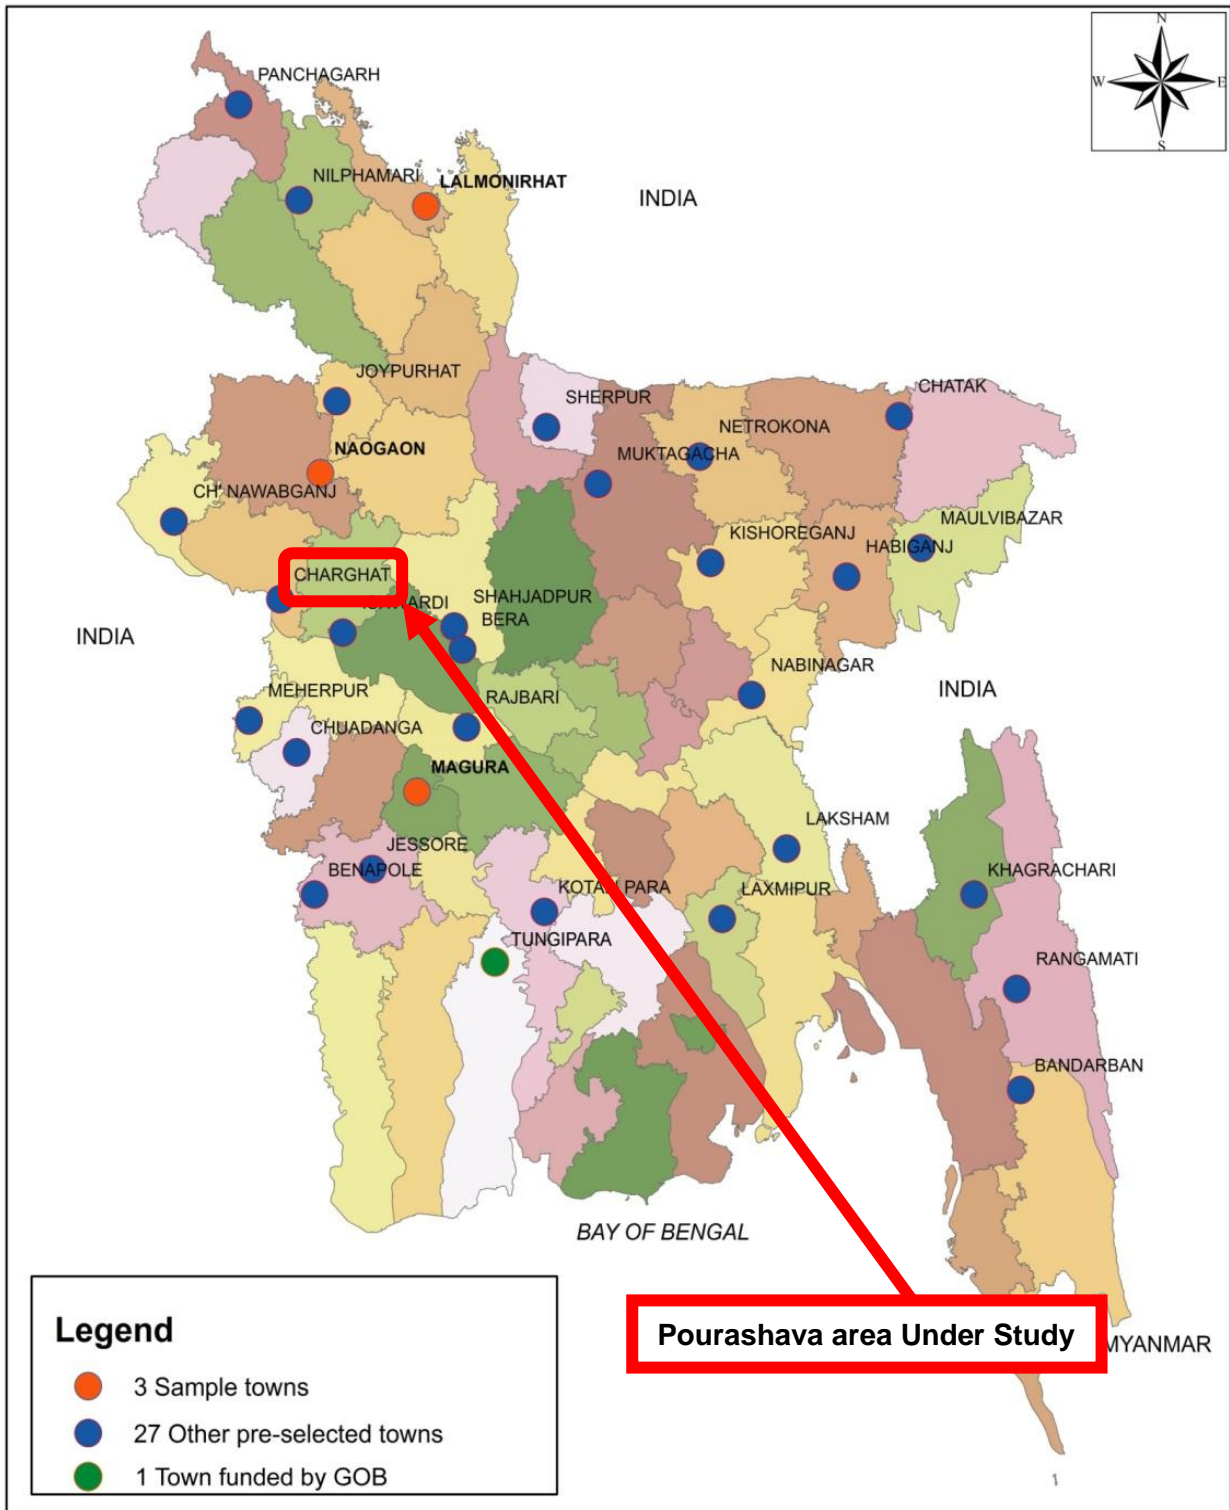 N
W
E
S
PANCHAGARH
NILPHAMARI
LALMONIRHAT
INDIA
JOYPURHAT
SHERPUR
CHATAK
NETROKONA
NAOGAON
MUKTAGACHA
CH' NAWABGANJ
MAULVIBAZAR
KISHOREGANJ
HABIGANJ
CHARGHAT
SHAHJADPUR
BERA
INDIA
NABINAGAR
MEHERPUR
RAJBARI
INDIA
CHUADANGA
MAGURA
LAKSHAM
JESSORE
BENAPOLE
KHAGRACHARI
LAXMIPUR
TUNGIPARA
RANGAMATI
BANDARBAN
BAY OF BENGAL
Pourashava area Under Study
MYANMAR
Legend
3 Sample towns
27 Other pre-selected towns
1 Town funded by GOB
1